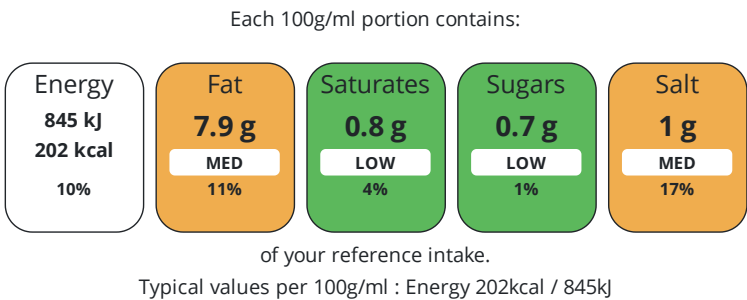 Each 100g/ml portion contains:
Energy Fat Saturates Sugars Salt
845 kJ
202 kcal
7.9 g 0.8 g 0.7 g 1 g
MED LOW LOW MED
10% 11% 4% 1% 17%
of your reference intake.
Typical values per 100g/ml : Energy 202kcal / 845kJ